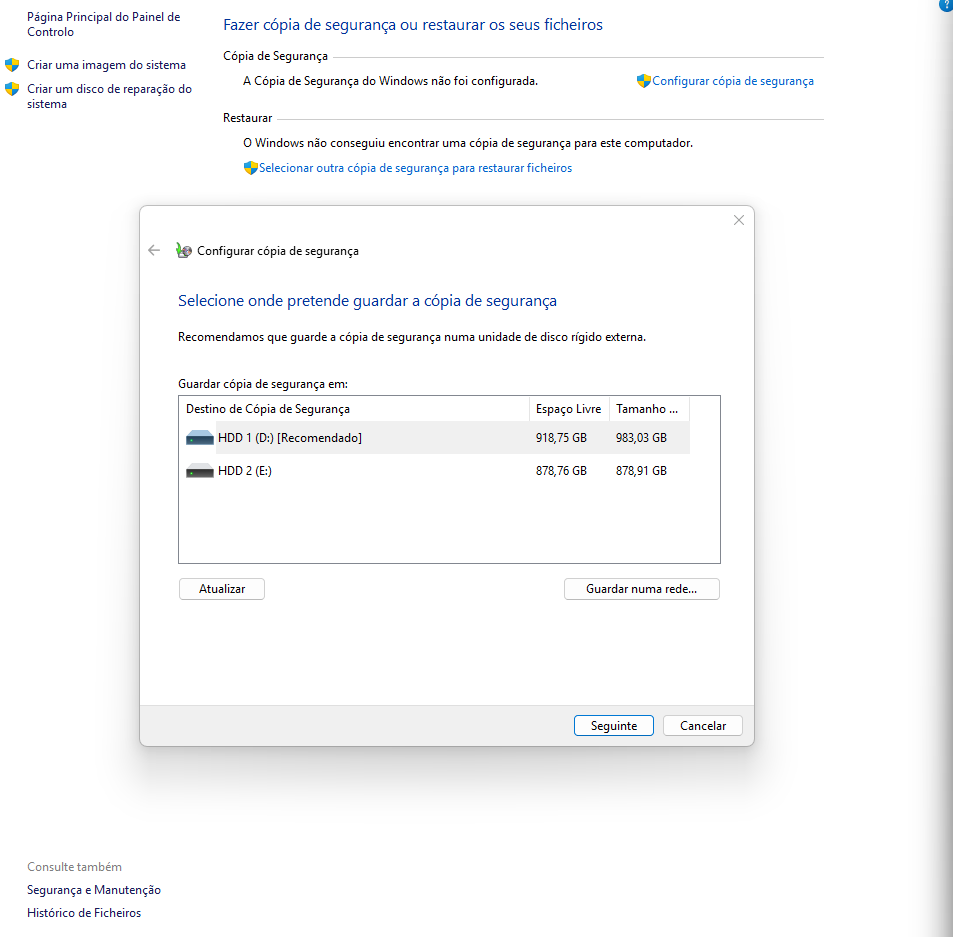 Página Principal do Painel de
Controlo
Criar uma imagem do sistema
Criar um disco de reparação do
sistema
Fazer cópia de segurança ou restaurar os seus ficheiros
Cópia de Segurança
A Cópia de Segurança do Windows não foi configurada.
Configurar cópia de segurança
Restaurar
O Windows não conseguiu encontrar uma cópia de segurança para este computador.
Selecionar outra cópia de segurança para restaurar ficheiros
?
Configurar cópia de segurança
Selecione onde pretende guardar a cópia de segurança
Recomendamos que guarde a cópia de segurança numa unidade de disco rígido externa.
Guardar cópia de segurança em:
Destino de Cópia de Segurança Espaço Livre Tamanho ...
HDD 1 (D:) [Recomendado] 918,75 GB 983,03 GB
HDD 2 (E:) 878,76 GB 878,91 GB
Atualizar Guardar numa rede...
Seguinte Cancelar
Consulte também
Segurança e Manutenção
Histórico de Ficheiros